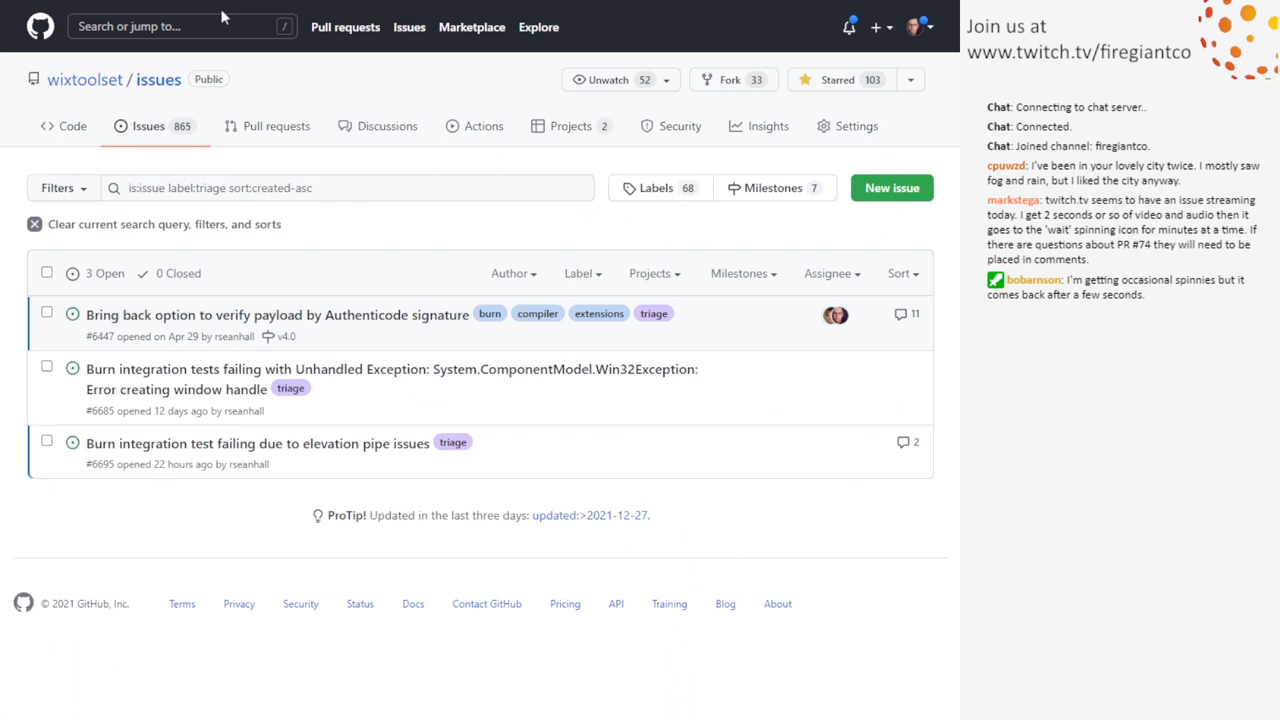 Search or jump to... /
Pull requests Issues Marketplace Explore
wixtoolset / issues Public
Unwatch 52 Fork 33 Starred 103
Code Issues 865 Pull requests Discussions Actions Projects 2 Security Insights Settings
Filters is:issue label:triage sort:created-asc Labels 68 Milestones 7 New issue
Clear current search query, filters, and sorts
3 Open 0 Closed Author Label Projects Milestones Assignee Sort
Bring back option to verify payload by Authenticode signature burn compiler extensions triage 11
#6447 opened on Apr 29 by rseanhall v4.0
Burn integration tests failing with Unhandled Exception: System.ComponentModel.Win32Exception:
Error creating window handle triage
#6685 opened 12 days ago by rseanhall
Burn integration test failing due to elevation pipe issues triage 2
#6695 opened 22 hours ago by rseanhall
ProTip! Updated in the last three days: updated:>2021-12-27.
© 2021 GitHub, Inc. Terms Privacy Security Status Docs Contact GitHub Pricing API Training Blog About
Join us at
www.twitch.tv/firegiantco
Chat: Connecting to chat server..
Chat: Connected.
Chat: Joined channel: firegiantco.
cpuwzd: I've been in your lovely city twice. I mostly saw
fog and rain, but I liked the city anyway.
markstega: twitch.tv seems to have an issue streaming
today. I get 2 seconds or so of video and audio then it
goes to the 'wait' spinning icon for minutes at a time. If
there are questions about PR #74 they will need to be
placed in comments.
bobarnson: I'm getting occasional spinnies but it
comes back after a few seconds.